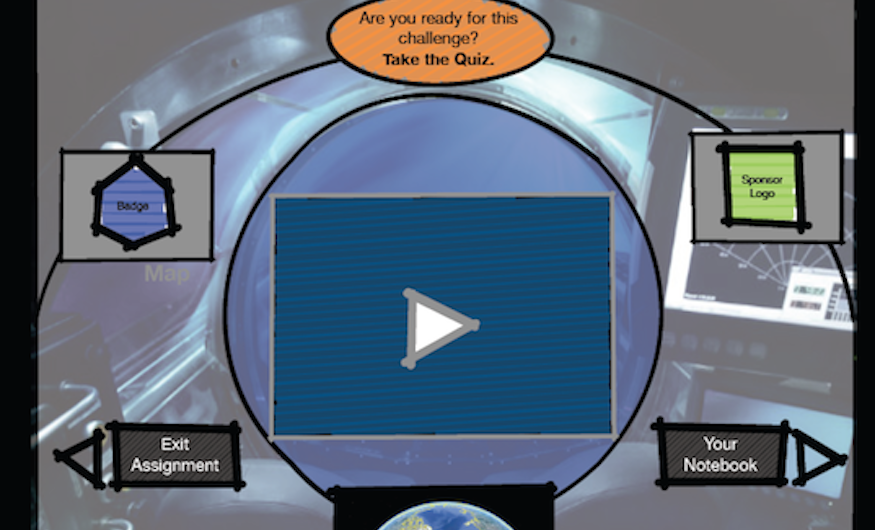 Are you ready for this
challenge?
Take the Quiz.
Badge
Sponsor
Logo
Map
Exit
Assignment
Your
Notebook